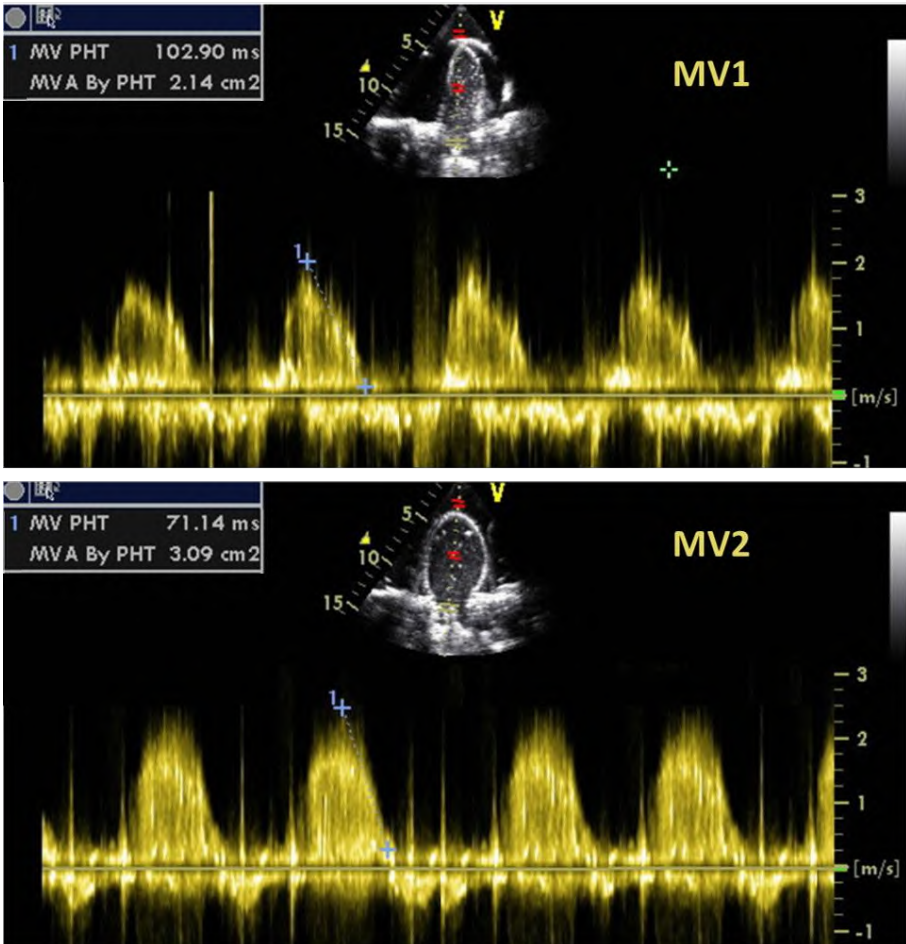 1 MV PHT 102.90 ms
MVA By PHT 2.14 cm2
V
MV1
5
10
15
1
3
2
1
[m/s]
-1
1 MV PHT 71.14 ms
MVA By PHT 3.09 cm2
V
MV2
5
10
15
1
3
2
1
[m/s]
-1